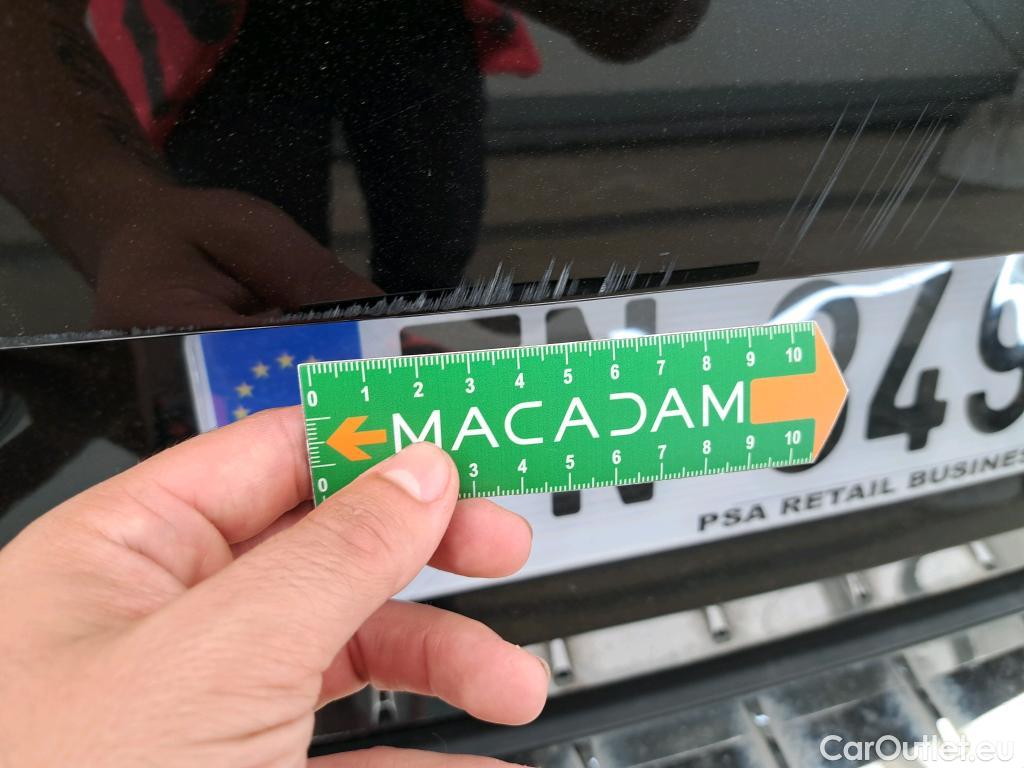 N 949
0 1 2 3 4 5 6 7 8 9 10
MACADAM
0 3 4 5 6 7 8 9 10
PSA RETAIL BUSINES
CarOutlet.eu